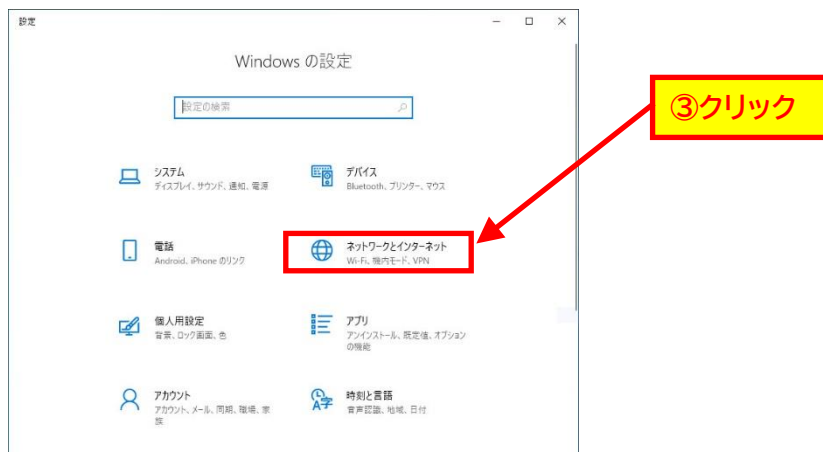 設定
Windows の設定
設定の検索
③クリック
システム
ディスプレイ、サウンド、通知、電源
デバイス
Bluetooth、プリンター、マウス
電話
Android、iPhone のリンク
ネットワークとインターネット
Wi-Fi、機内モード、VPN
個人用設定
背景、ロック画面、色
アプリ
アンインストール、既定値、オプション
の機能
アカウント
アカウント、メール、同期、職場、家
族
時刻と言語
音声認識、地域、日付